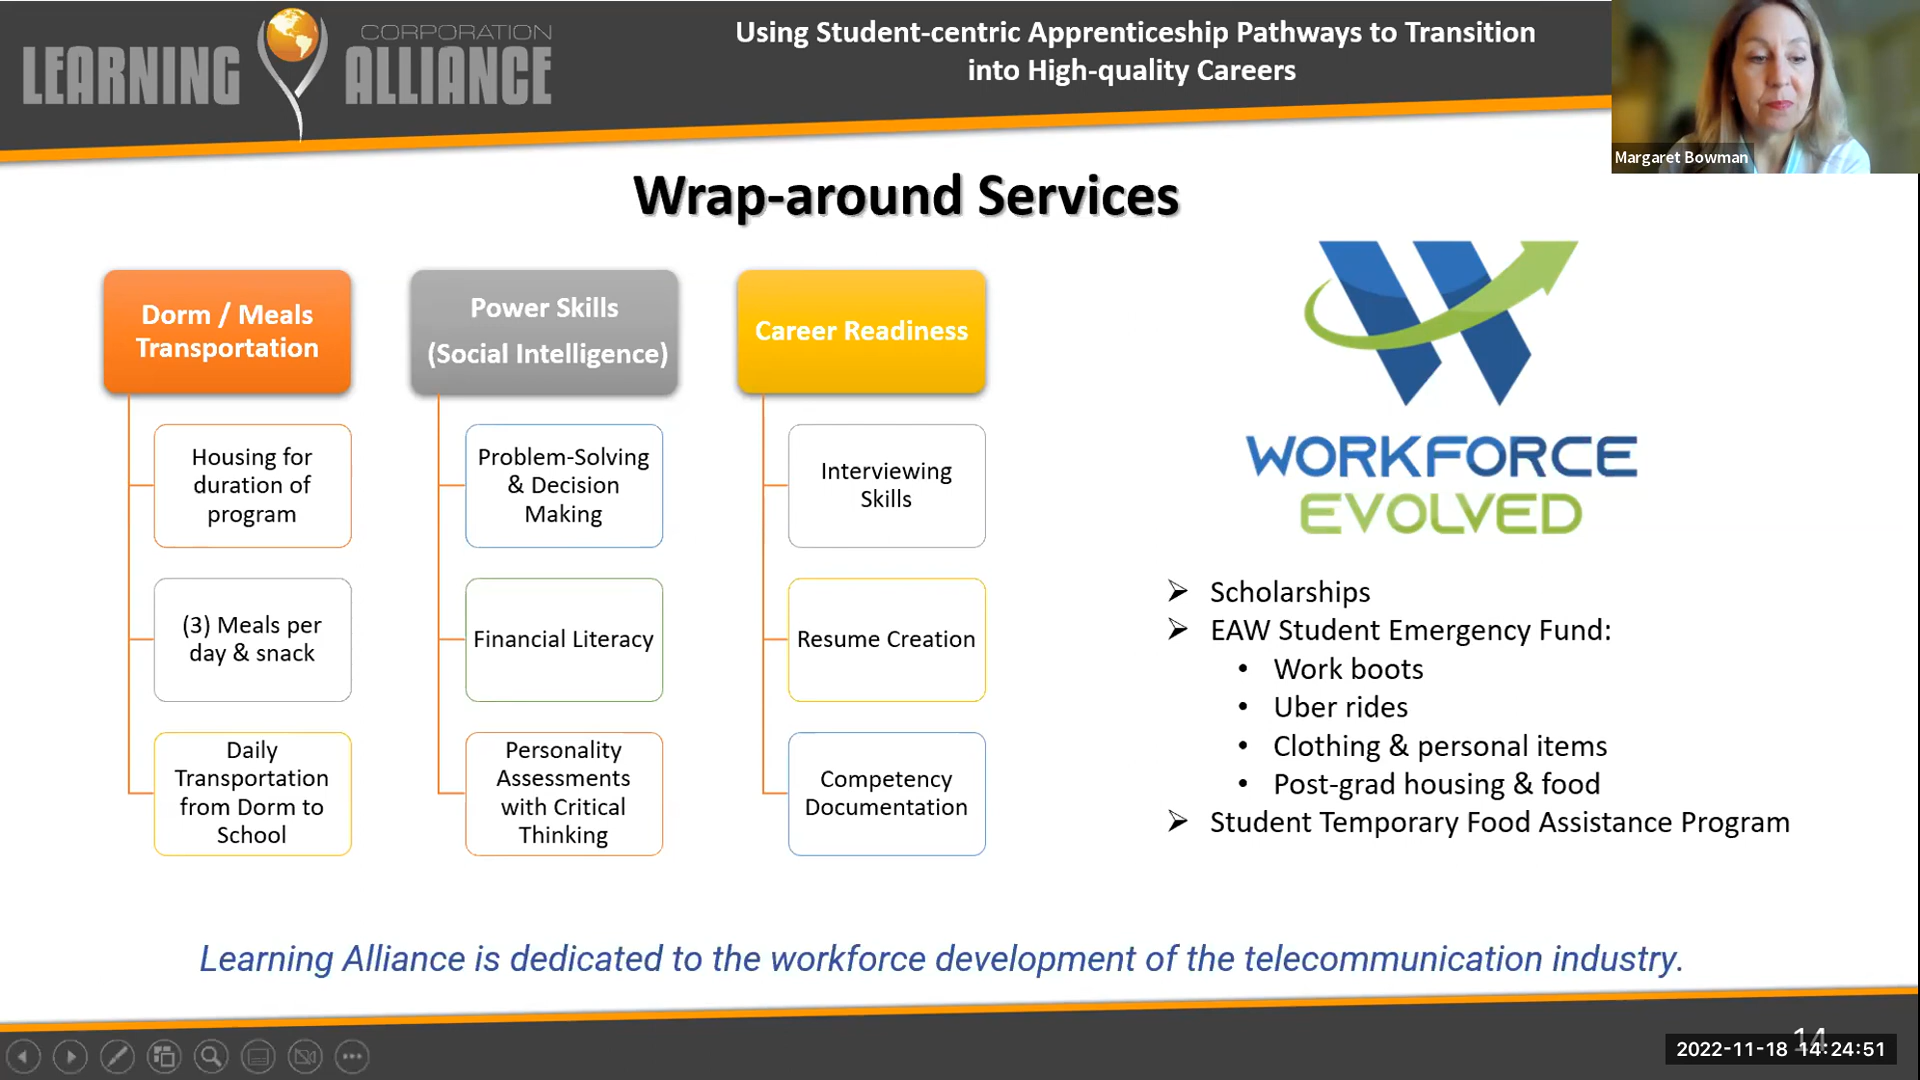 LEARNING
CORPORATION
ALLIANCE
Using Student-centric Apprenticeship Pathways to Transition
into High-quality Careers
Margaret Bowman
Wrap-around Services
Dorm / Meals
Transportation
Housing for
duration of
program
(3) Meals per
day & snack
Daily
Transportation
from Dorm to
School
Power Skills
(Social Intelligence)
Problem-Solving
& Decision
Making
Financial Literacy
Personality
Assessments
with Critical
Thinking
Career Readiness
Interviewing
Skills
Resume Creation
Competency
Documentation
WORKFORCE
EVOLVED
➢ Scholarships
➢ EAW Student Emergency Fund:
• Work boots
• Uber rides
• Clothing & personal items
• Post-grad housing & food
➢ Student Temporary Food Assistance Program
Learning Alliance is dedicated to the workforce development of the telecommunication industry.
14
2022-11-18 14:24:51